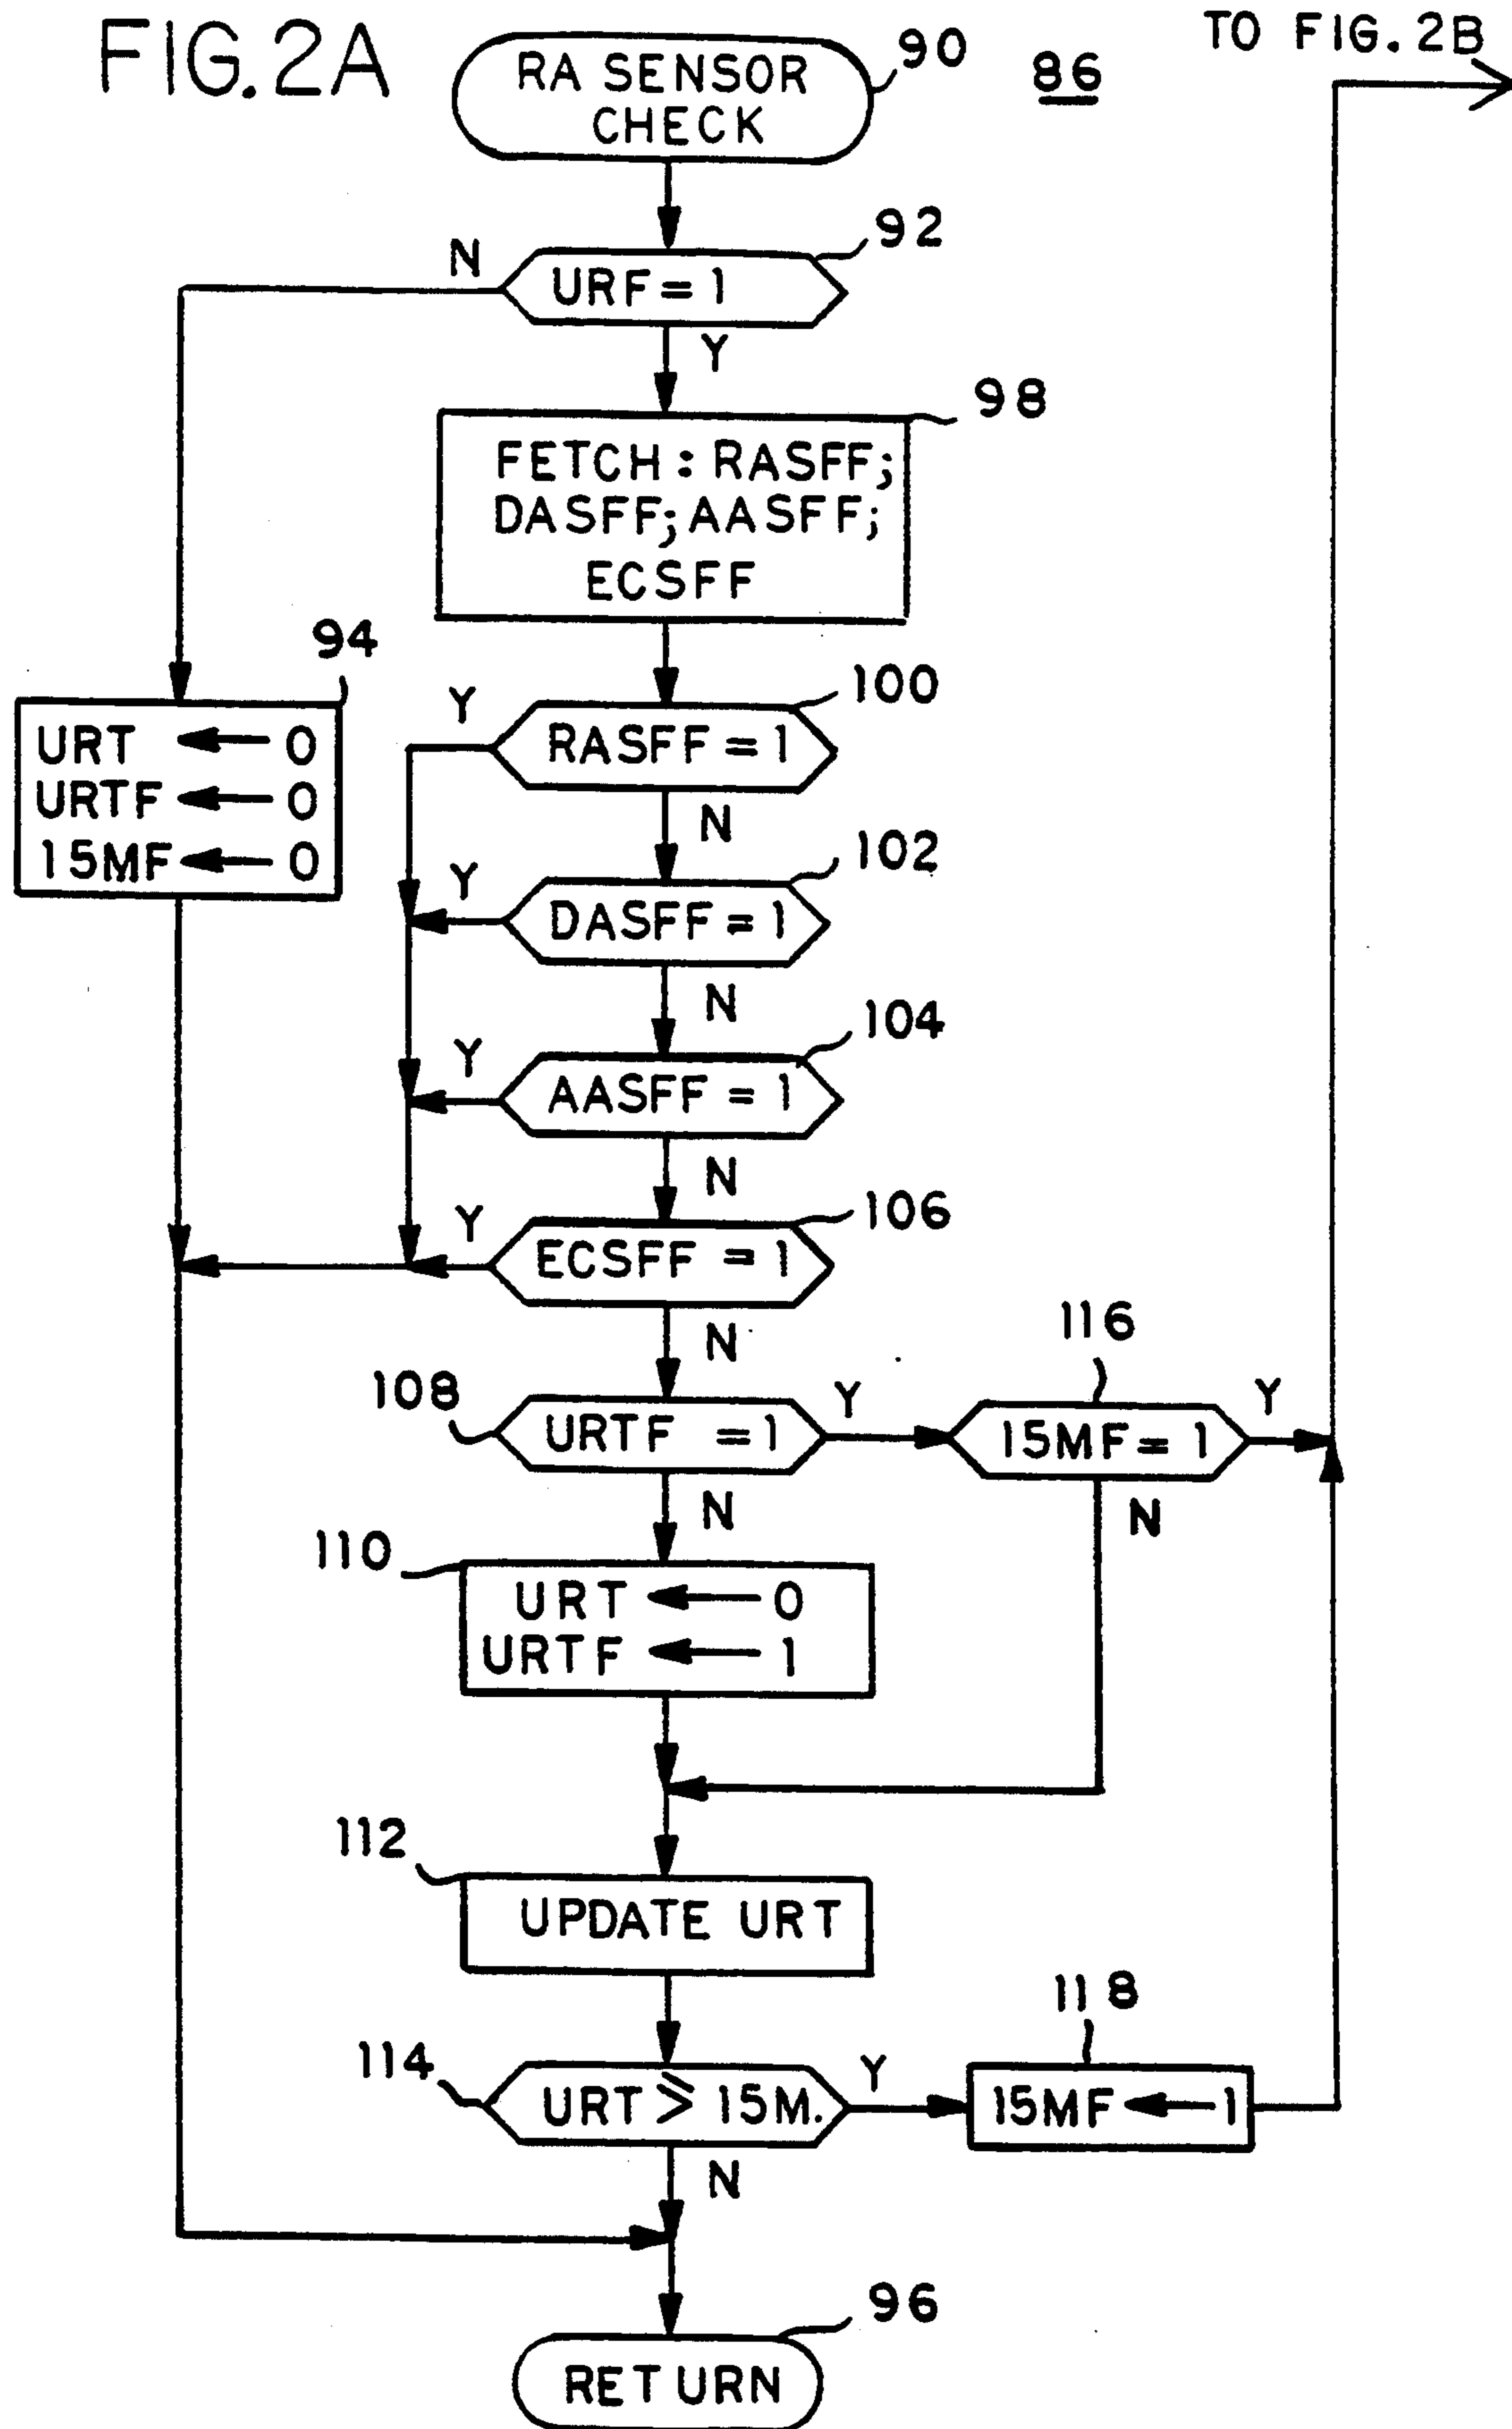 FIG. 2A
TO FIG. 2B
RA SENSOR
CHECK
90
86
92
N
URF = 1
Y
98
FETCH : RASFF;
DASFF; AASFF;
ECSFF
94
URT ← 0
URTF ← 0
15MF ← 0
100
Y
RASFF = 1
N
102
Y
DASFF = 1
N
104
Y
AASFF = 1
N
106
Y
ECSFF = 1
N
108
URTF = 1
Y
116
15MF = 1
Y
N
N
110
URT ← 0
URTF ← 1
112
UPDATE URT
114
URT ⩾ 15M.
Y
118
15MF ← 1
N
96
RETURN